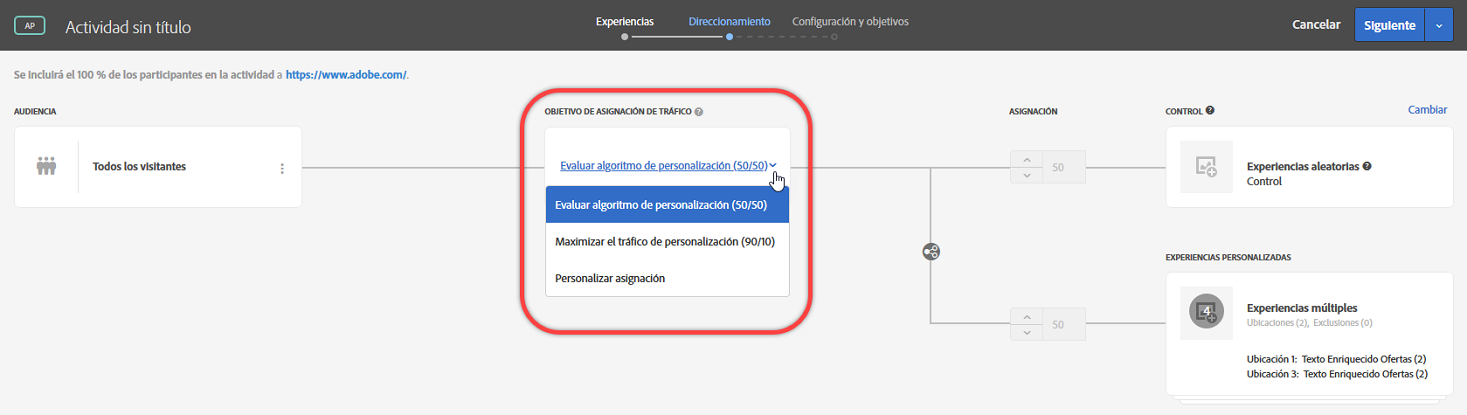 AP
Actividad sin título
Experiencias
Direccionamiento
Configuración y objetivos
Cancelar
Siguiente
Se incluirá el 100 % de los participantes en la actividad a https://www.adobe.com/.
AUDIENCIA
OBJETIVO DE ASIGNACIÓN DE TRÁFICO ?
ASIGNACIÓN
CONTROL ?
Cambiar
Todos los visitantes
Evaluar algoritmo de personalización (50/50)
Evaluar algoritmo de personalización (50/50)
Maximizar el tráfico de personalización (90/10)
Personalizar asignación
50
Experiencias aleatorias ?
Control
EXPERIENCIAS PERSONALIZADAS
50
4
Experiencias múltiples
Ubicaciones (2), Exclusiones (0)
Ubicación 1: Texto Enriquecido Ofertas (2)
Ubicación 3: Texto Enriquecido Ofertas (2)